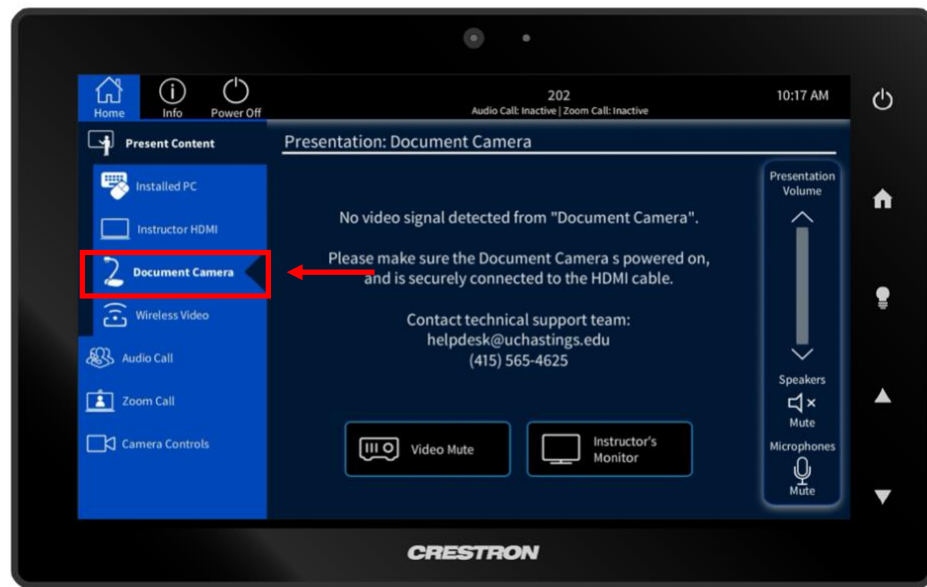 Home
Info
Power Off
202
Audio Call: Inactive | Zoom Call: Inactive
10:17 AM
Present Content
Installed PC
Instructor HDMI
Document Camera
Wireless Video
Audio Call
Zoom Call
Camera Controls
Presentation: Document Camera
No video signal detected from "Document Camera".
Please make sure the Document Camera s powered on,
and is securely connected to the HDMI cable.
Contact technical support team:
helpdesk@uchastings.edu
(415) 565-4625
Video Mute
Instructor's
Monitor
Presentation
Volume
Speakers
Mute
Microphones
Mute
CRESTRON